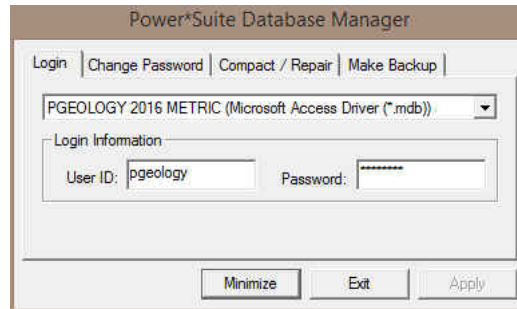 Power*Suite Database Manager
Login Change Password Compact / Repair Make Backup
PGEOLOGY 2016 METRIC (Microsoft Access Driver (*.mdb))
Login Information
User ID: pgeology Password: ********
Minimize Exit Apply